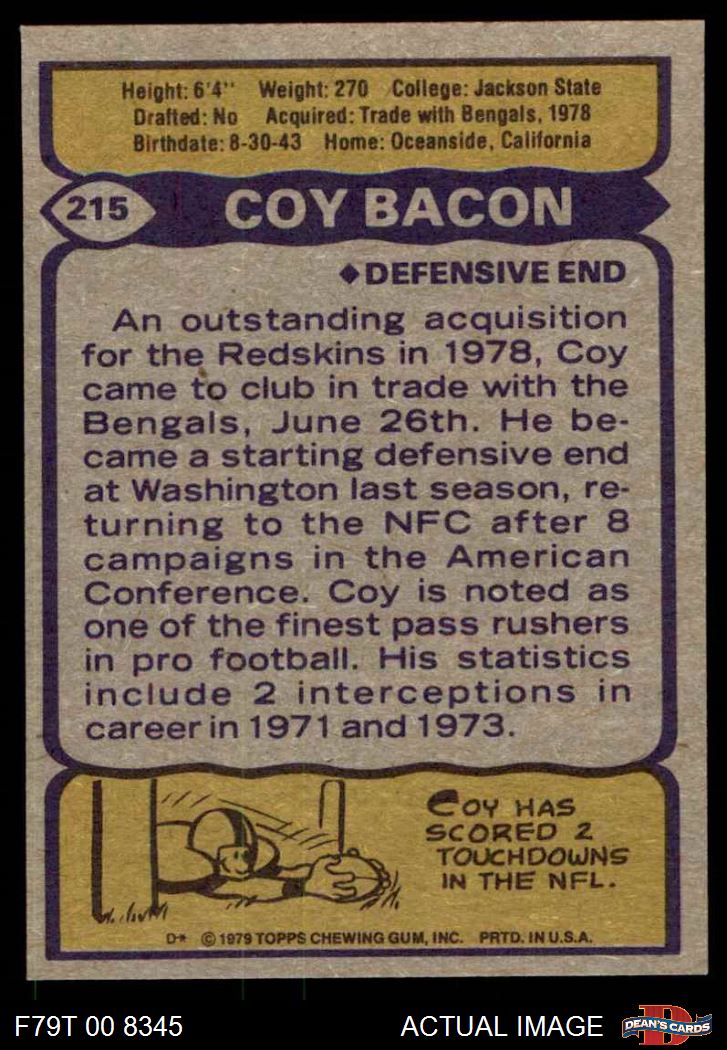 Height: 6'4" Weight: 270 College: Jackson State
Drafted: No Acquired: Trade with Bengals, 1978
Birthdate: 8-30-43 Home: Oceanside, California
215 COY BACON
◆DEFENSIVE END
An outstanding acquisition
for the Redskins in 1978, Coy
came to club in trade with the
Bengals, June 26th. He be-
came a starting defensive end
at Washington last season, re-
turning to the NFC after 8
campaigns in the American
Conference. Coy is noted as
one of the finest pass rushers
in pro football. His statistics
include 2 interceptions in
career in 1971 and 1973.
COY HAS
SCORED 2
TOUCHDOWNS
IN THE NFL.
D* © 1979 TOPPS CHEWING GUM, INC. PRTD. IN U.S.A.
F79T 00 8345 ACTUAL IMAGE D DEAN'S CARDS